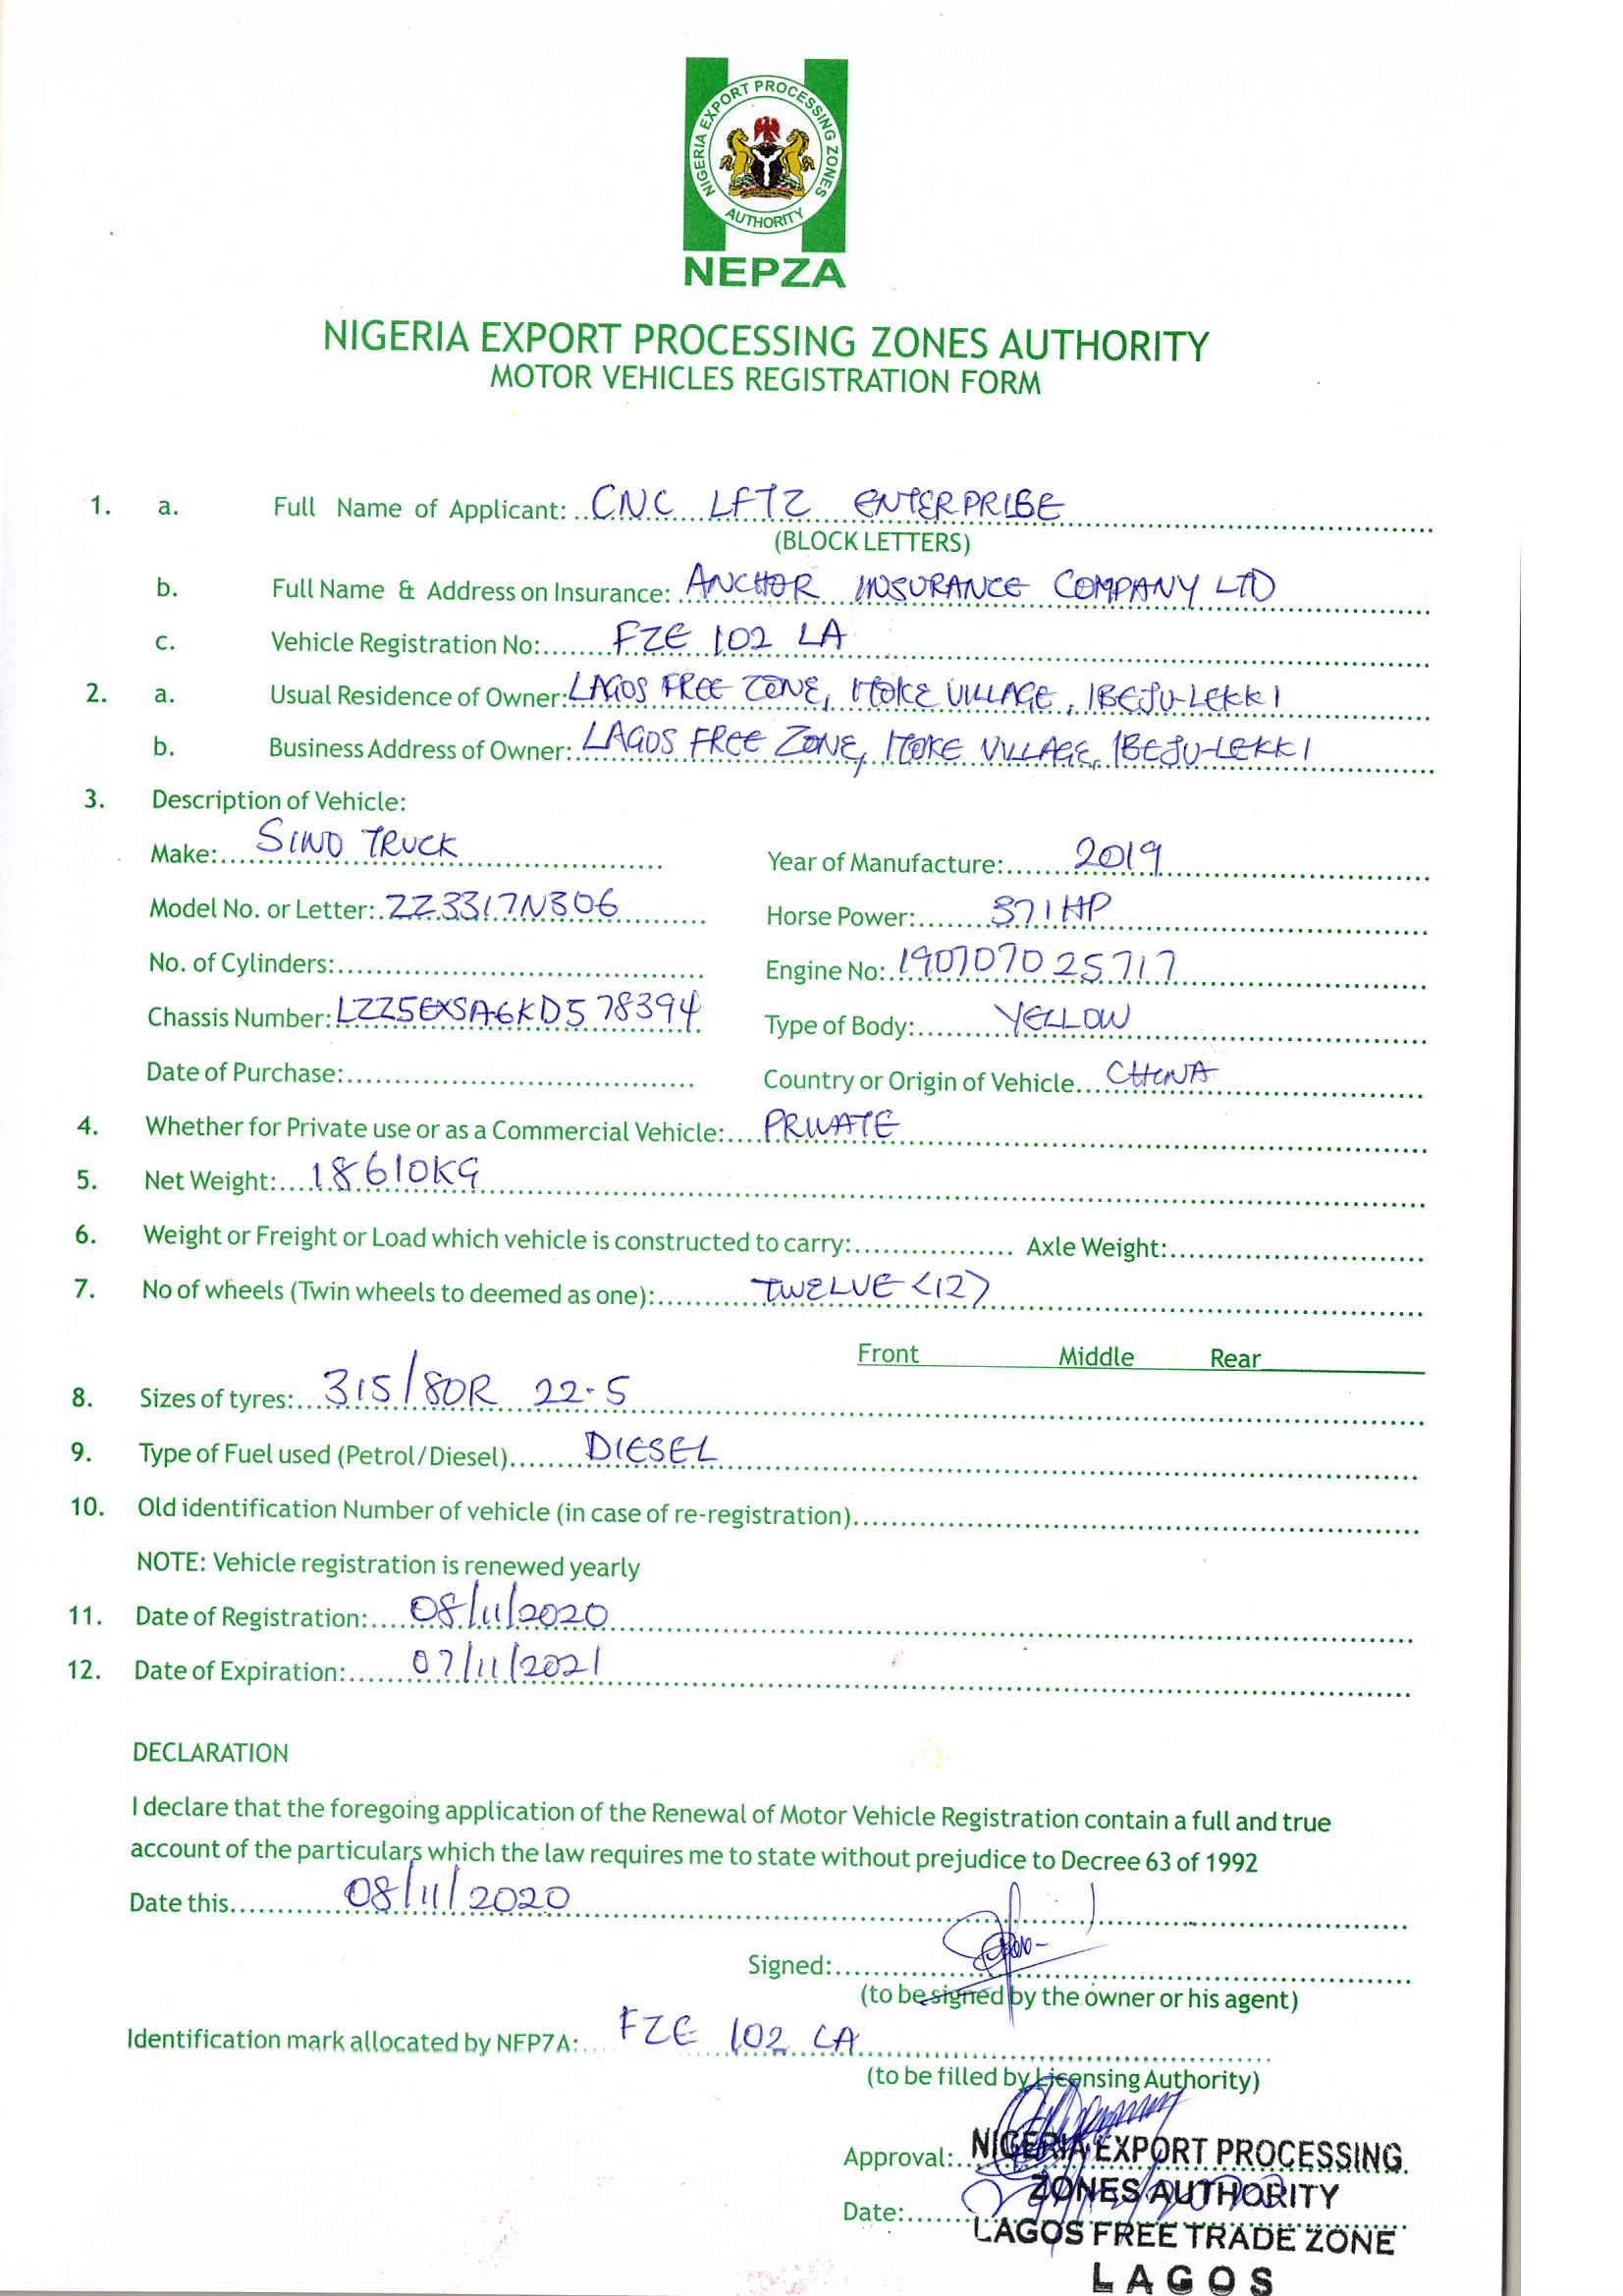 NIGERIA EXPORT PROCESSING ZONES
AUTHORITY
NEPZA
NIGERIA EXPORT PROCESSING ZONES AUTHORITY
MOTOR VEHICLES REGISTRATION FORM
1. a. Full Name of Applicant: CNC LFTZ ENTERPRISE
(BLOCK LETTERS)
b. Full Name & Address on Insurance: ANCHOR INSURANCE COMPANY LTD
c. Vehicle Registration No: FZE 102 LA
2. a. Usual Residence of Owner: LAGOS FREE ZONE, ITOKE VILLAGE, IBEJU-LEKKI
b. Business Address of Owner: LAGOS FREE ZONE, ITOKE VILLAGE, IBEJU-LEKKI
3. Description of Vehicle:
Make: SINO TRUCK Year of Manufacture: 2019
Model No. or Letter: ZZ3317N306 Horse Power: 371HP
No. of Cylinders: Engine No: 190707025717
Chassis Number: LZZ5EXSA6KD578394 Type of Body: YELLOW
Date of Purchase: Country or Origin of Vehicle CHINA
4. Whether for Private use or as a Commercial Vehicle: PRIVATE
5. Net Weight: 18610KG
6. Weight or Freight or Load which vehicle is constructed to carry: Axle Weight:
7. No of wheels (Twin wheels to deemed as one): TWELVE (12)
Front Middle Rear
8. Sizes of tyres: 315/80R 22.5
9. Type of Fuel used (Petrol/Diesel) DIESEL
10. Old identification Number of vehicle (in case of re-registration)
NOTE: Vehicle registration is renewed yearly
11. Date of Registration: 08/11/2020
12. Date of Expiration: 07/11/2021
DECLARATION
I declare that the foregoing application of the Renewal of Motor Vehicle Registration contain a full and true
account of the particulars which the law requires me to state without prejudice to Decree 63 of 1992
Date this 08/11/2020
Signed:
(to be signed by the owner or his agent)
Identification mark allocated by NEPZA: FZE 102 LA
(to be filled by Licensing Authority)
Approval: NIGERIA EXPORT PROCESSING
ZONES AUTHORITY
Date:
LAGOS FREE TRADE ZONE
LAGOS